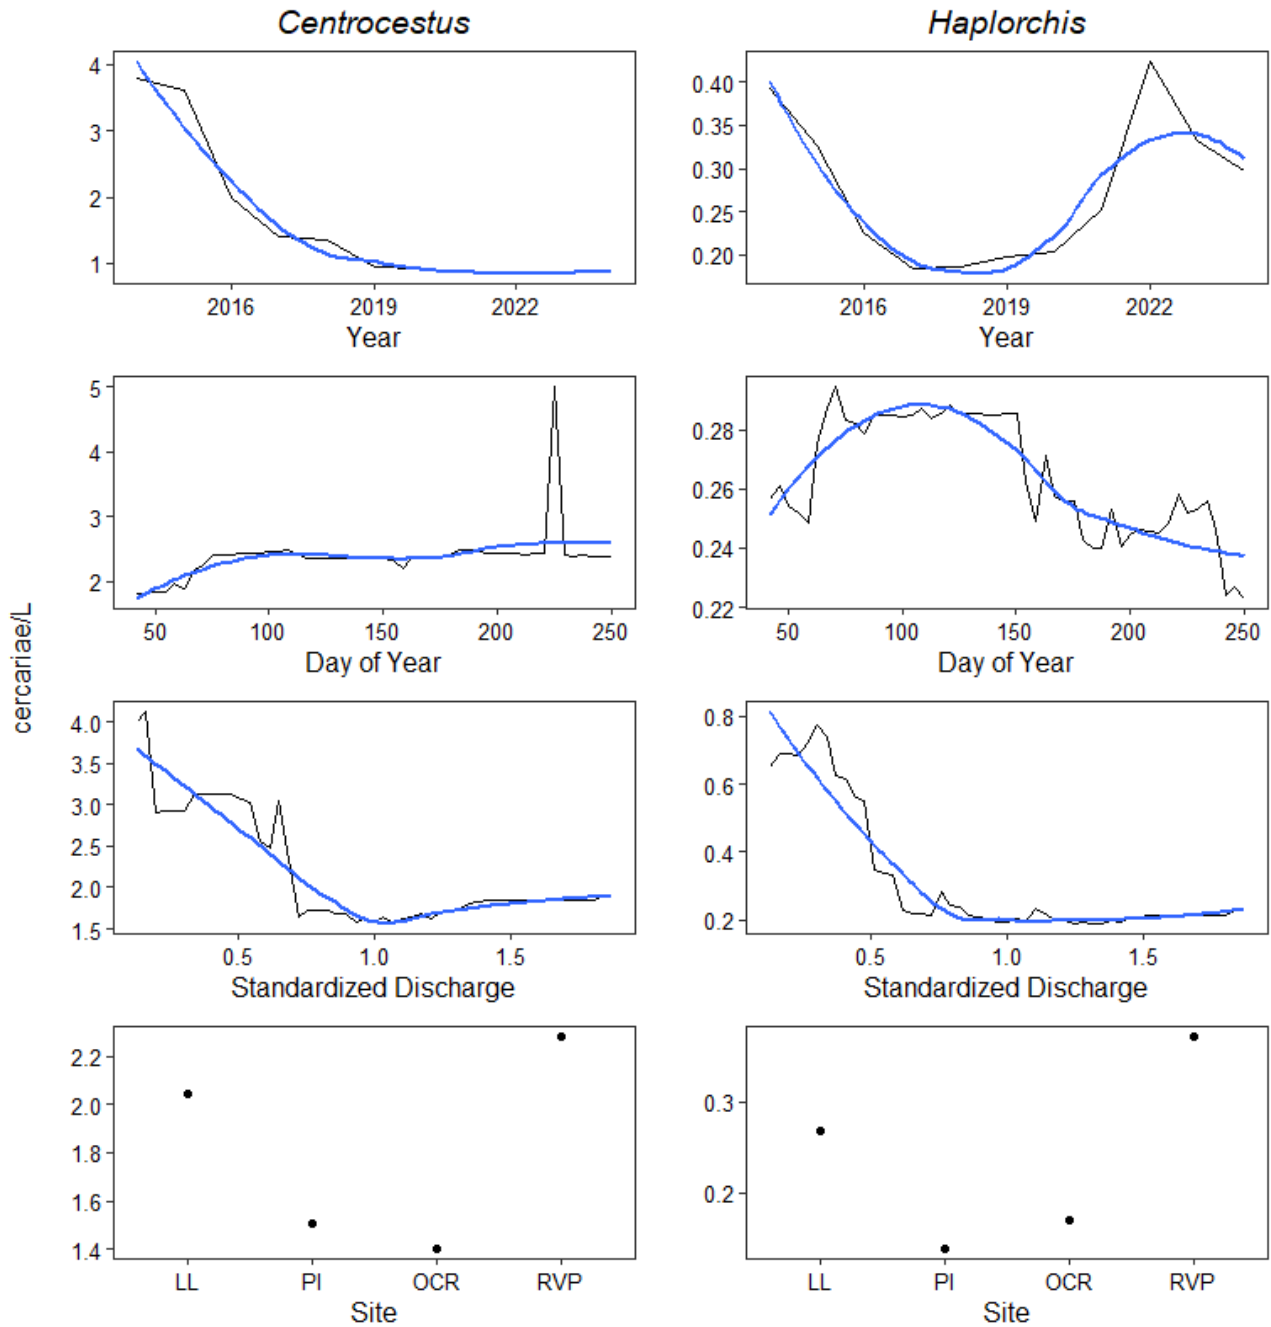 Centrocestus
Haplorchis
4
3
2
1
2016 2019 2022
Year
0.40
0.35
0.30
0.25
0.20
2016 2019 2022
Year
5
4
3
2
50 100 150 200 250
Day of Year
0.28
0.26
0.24
0.22
50 100 150 200 250
Day of Year
cercariae/L
4.0
3.5
3.0
2.5
2.0
1.5
0.5 1.0 1.5
Standardized Discharge
0.8
0.6
0.4
0.2
0.5 1.0 1.5
Standardized Discharge
2.2
2.0
1.8
1.6
1.4
LL PI OCR RVP
Site
0.3
0.2
LL PI OCR RVP
Site